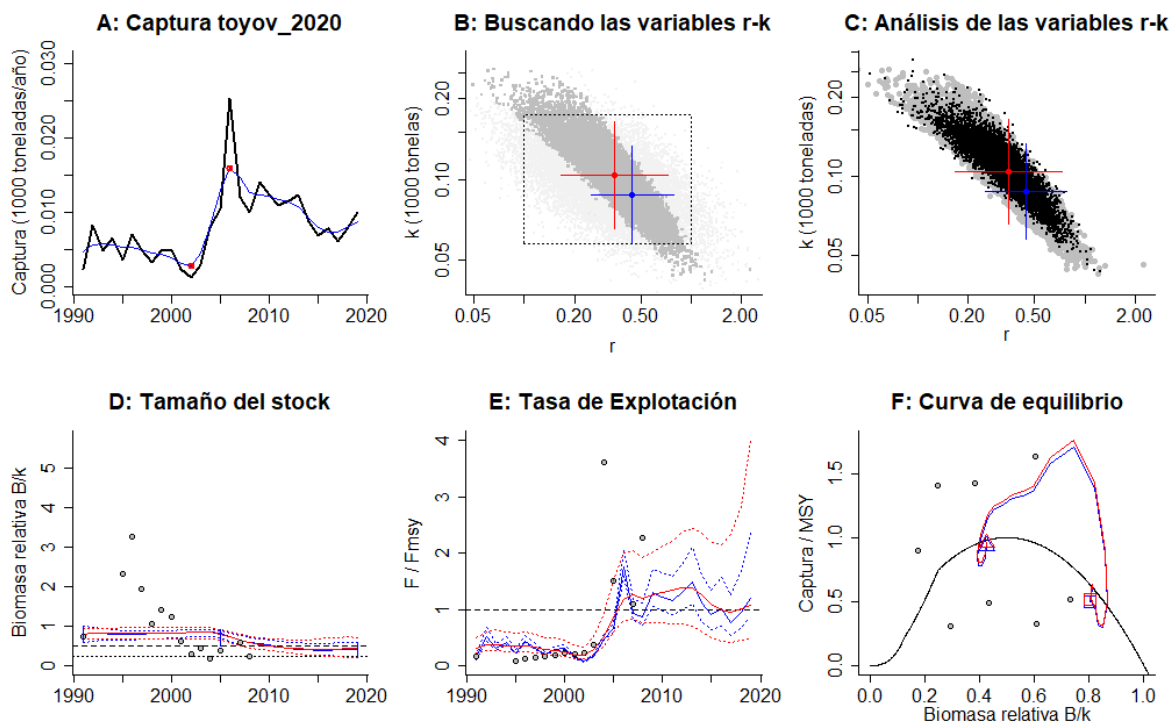 A: Captura toyov_2020
B: Buscando las variables r-k
C: Análisis de las variables r-k
Captura (1000 toneladas/año)
0.030
0.020
0.010
0.000
1990 2000 2010 2020
k (1000 tonelas)
0.20
0.10
0.05
0.05 0.20 0.50 2.00
r
k (1000 toneladas)
0.20
0.10
0.05
0.05 0.20 0.50 2.00
r
D: Tamaño del stock
E: Tasa de Explotación
F: Curva de equilibrio
Biomasa relativa B/k
5
4
3
2
1
0
1990 2000 2010 2020
F / Fmsy
4
3
2
1
0
1990 2000 2010 2020
Captura / MSY
1.5
1.0
0.5
0.0
0.0 0.2 0.4 0.6 0.8 1.0
Biomasa relativa B/k